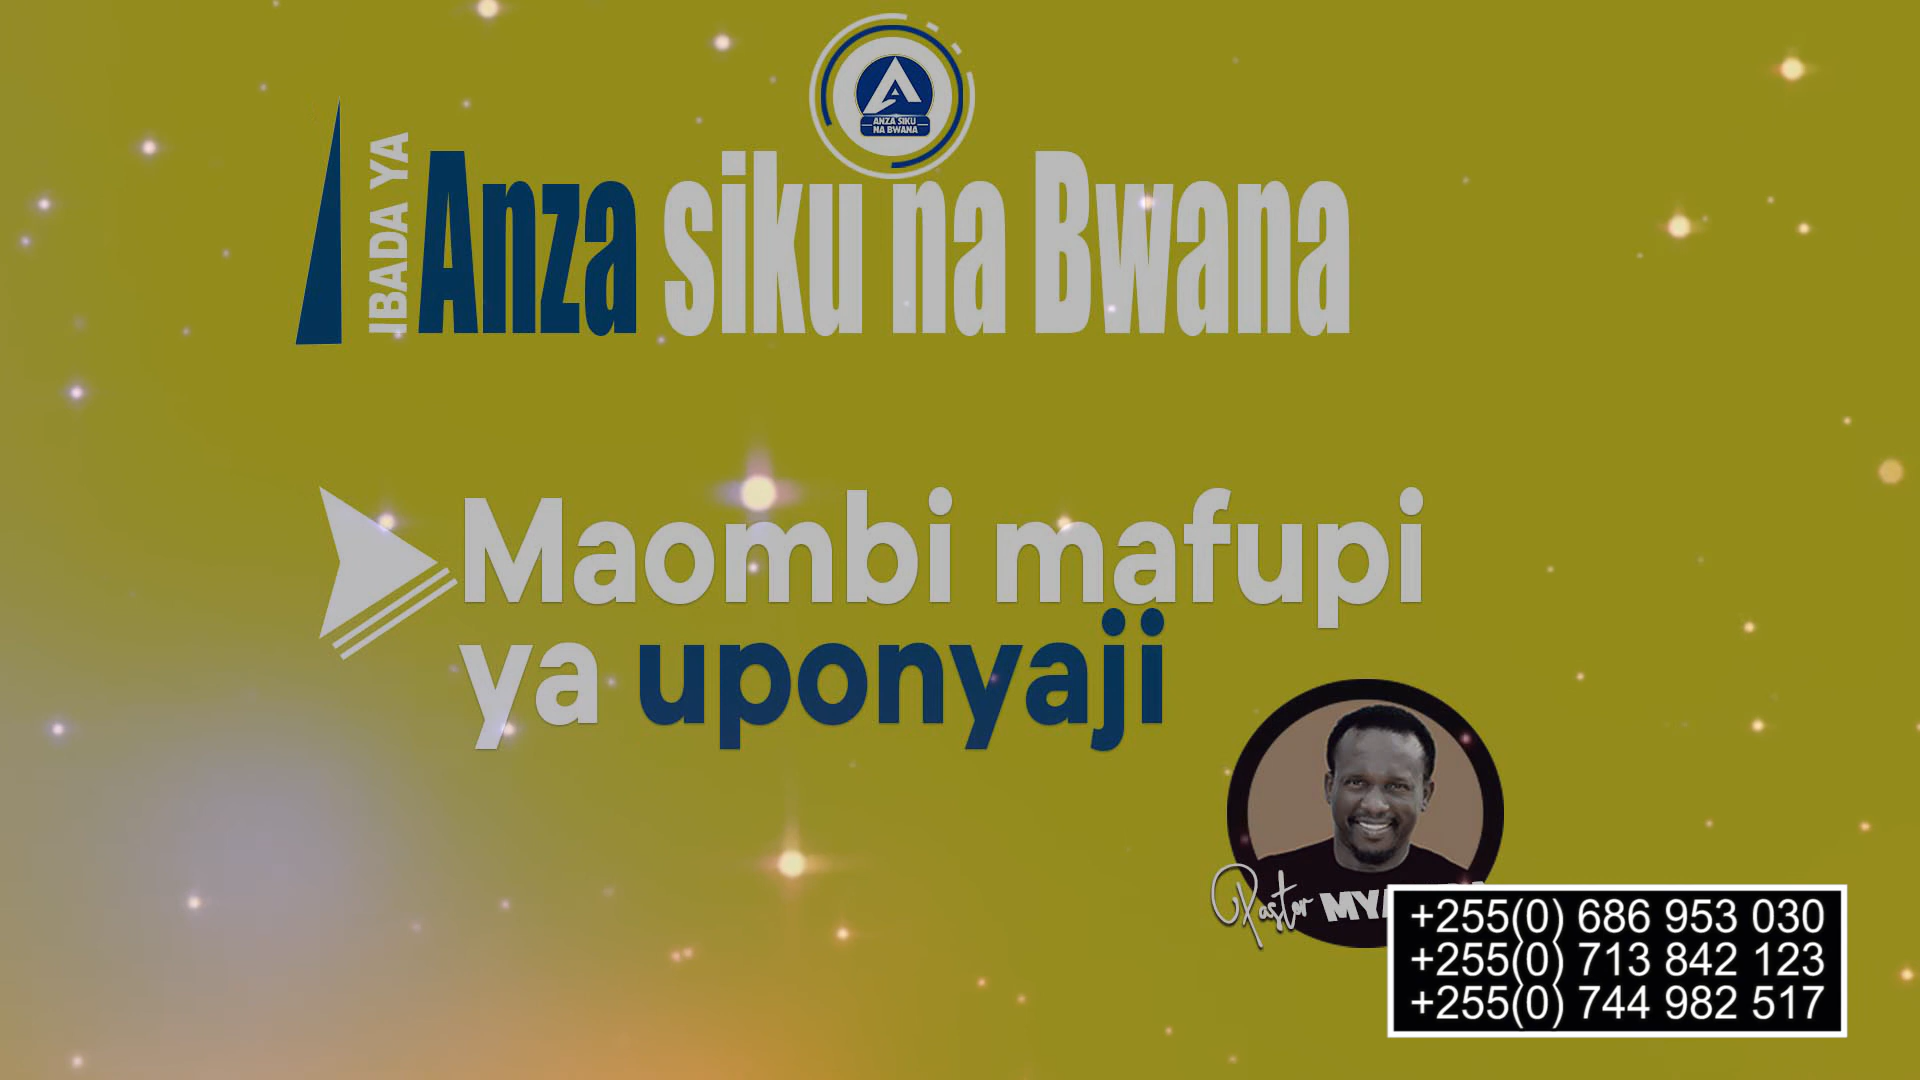 ANZA SIKU
NA BWANA
IBADA YA
Anza siku na Bwana
Maombi mafupi
ya uponyaji
Pastor
+255(0) 686 953 030
+255(0) 713 842 123
+255(0) 744 982 517